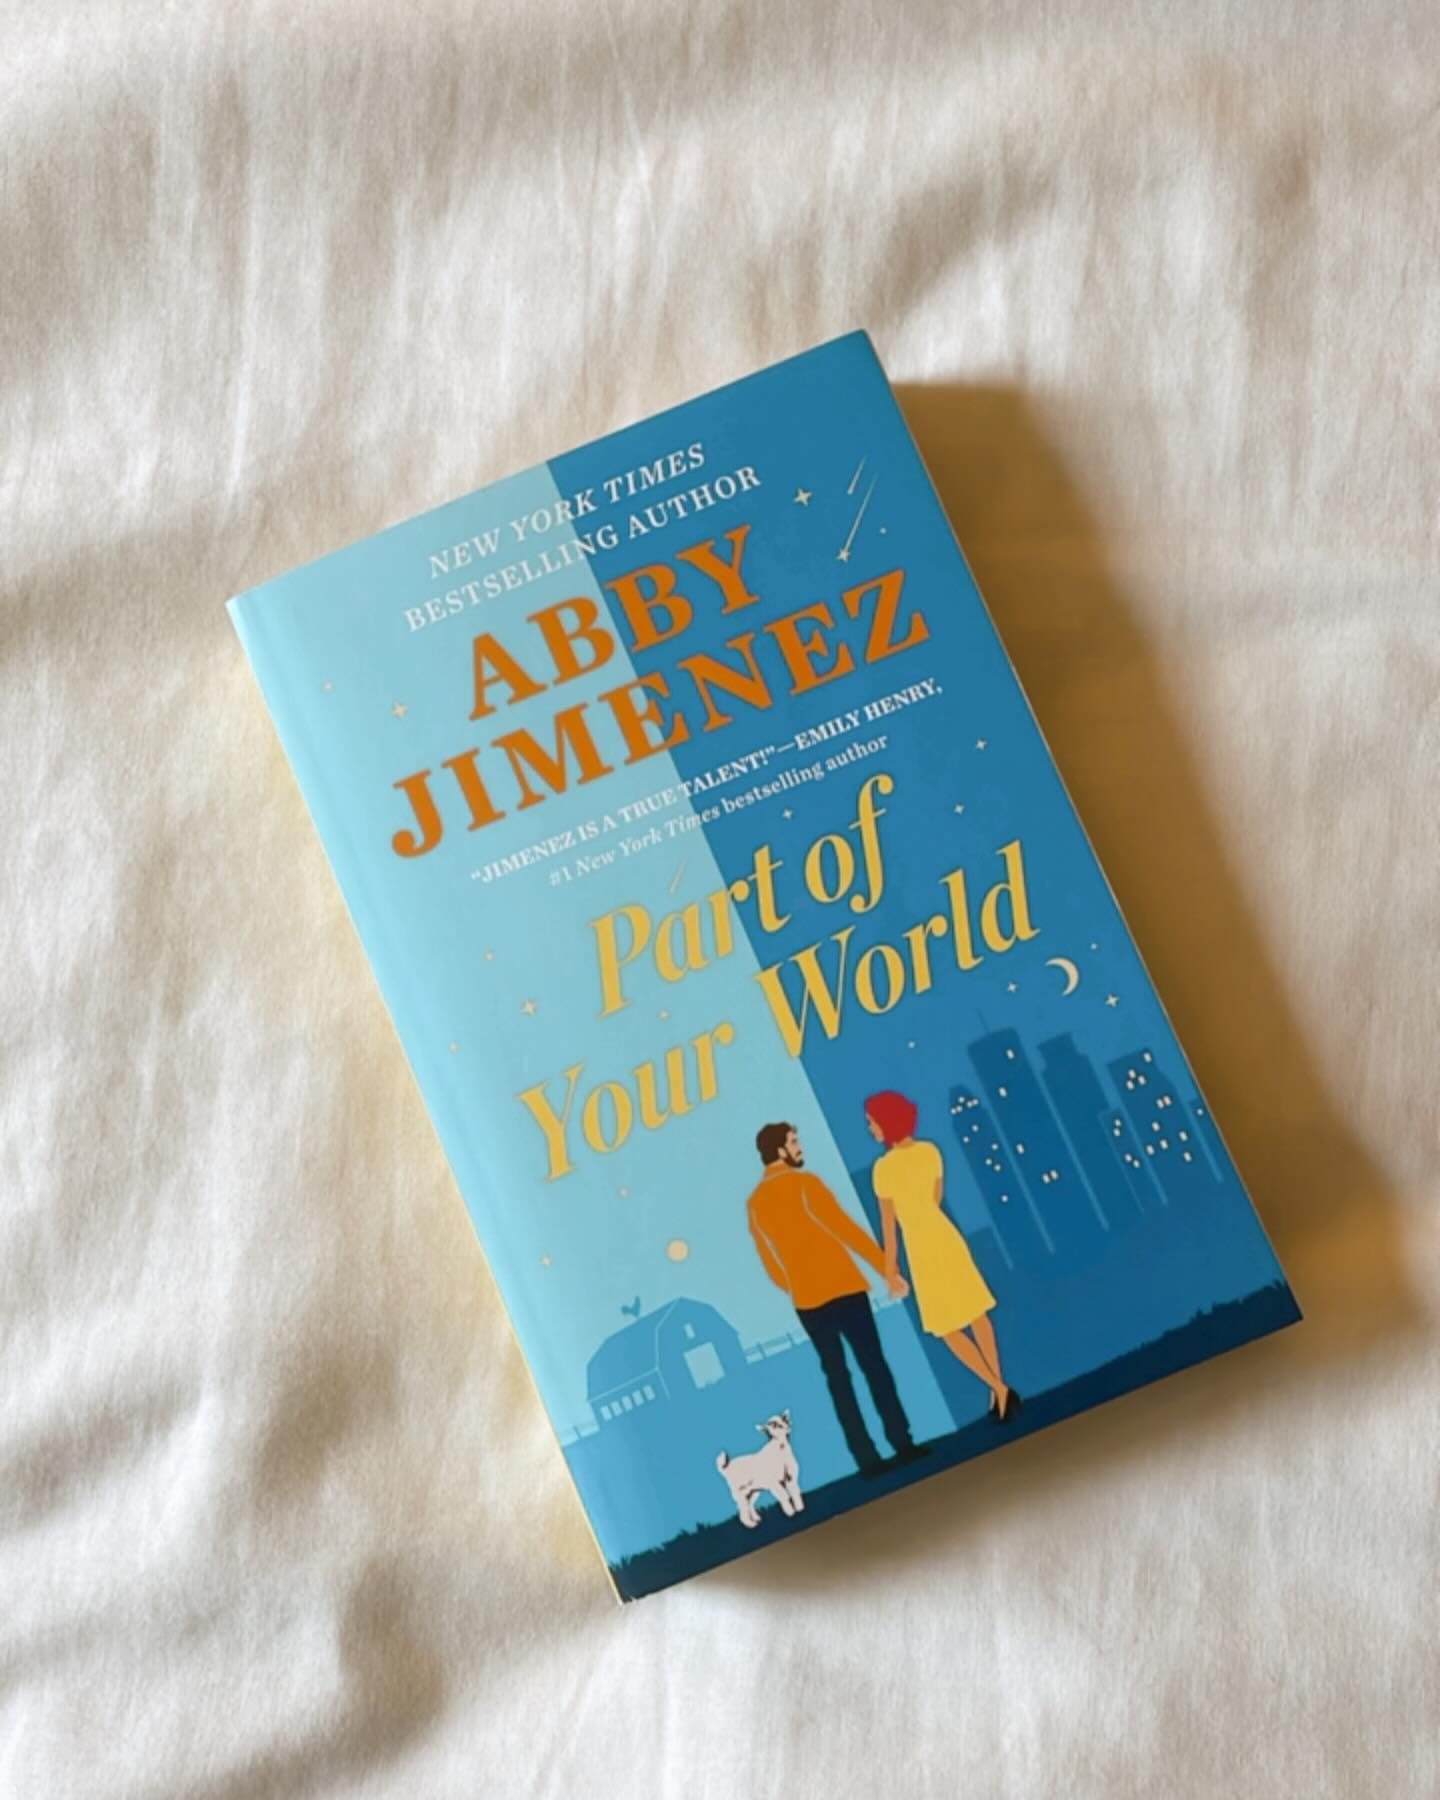 NEW YORK TIMES
BESTSELLING AUTHOR
ABBY
JIMENEZ
“JIMENEZ IS A TRUE TALENT!”—EMILY HENRY,
#1 New York Times bestselling author
Part of
Your World